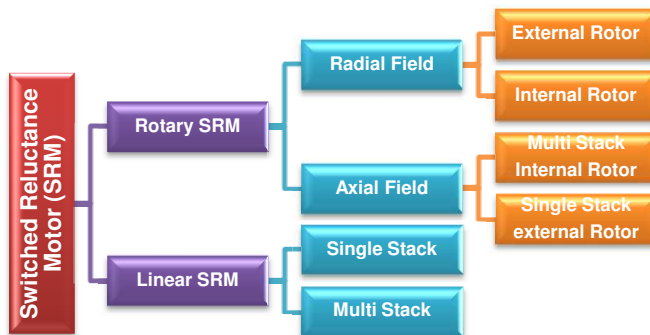 Switched Reluctance
Motor (SRM)
Rotary SRM
Linear SRM
Radial Field
Axial Field
Single Stack
Multi Stack
External Rotor
Internal Rotor
Multi Stack
Internal Rotor
Single Stack
external Rotor